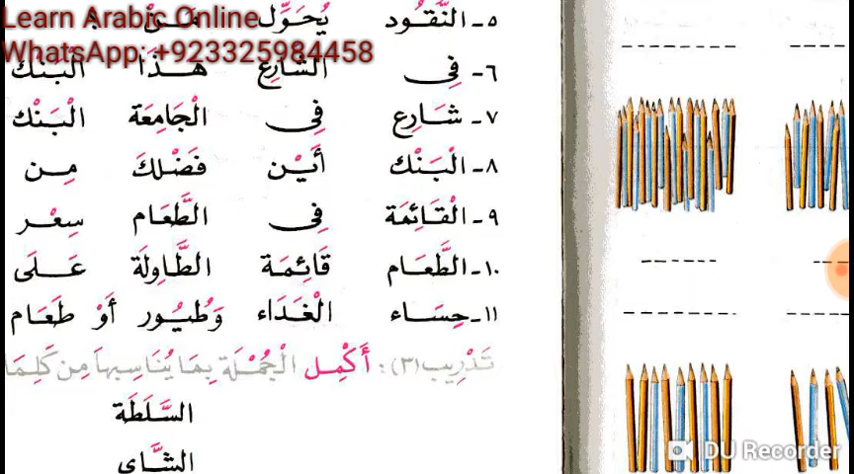 Learn Arabic Online
WhatsApp +923325984458
٥- النُّقُود يُحَوِّل مَنْ
٦- فِي الشَّارِع هٰذَا الْبَنْك
٧- شَارِع فِي الْجَامِعَة الْبَنْك
٨- الْبَنْك أَيْن فَضْلِكَ مِن
٩- الْقَائِمَة فِي الطَّعَام سِعْر
١٠- الطَّعَام قَائِمَة الطَّاوِلَة عَلَى
١١- حِسَاء الْغَدَاء وَطُيُور أَوْ طَعَام
تَدْرِيب (٣) : أَكْمِل الْجُمْلَة بِمَا يُنَاسِبهَا مِن كَلِمَا
السَّلَطَة
الشَّاي
DU Recorder